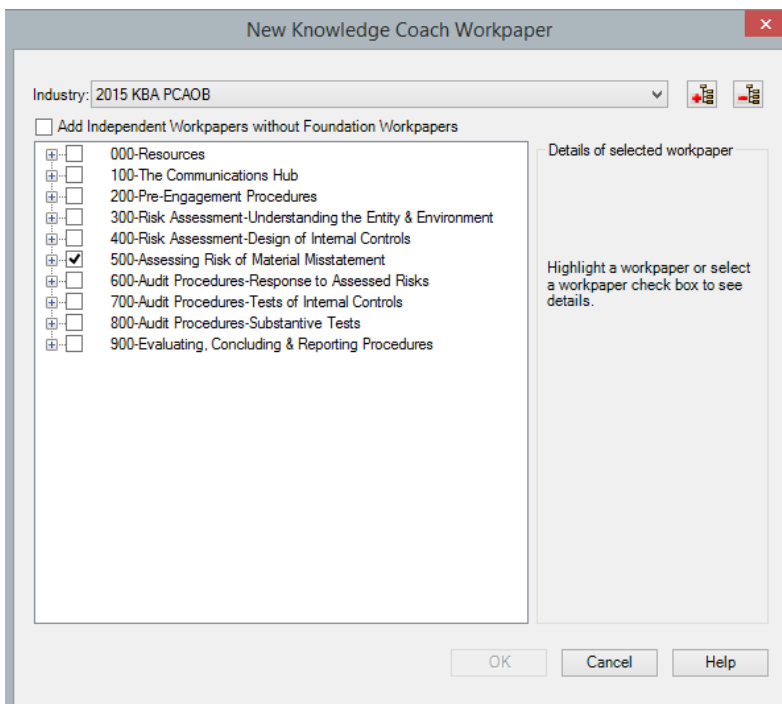 New Knowledge Coach Workpaper
Industry: 2015 KBA PCAOB
Add Independent Workpapers without Foundation Workpapers
000-Resources
100-The Communications Hub
200-Pre-Engagement Procedures
300-Risk Assessment-Understanding the Entity & Environment
400-Risk Assessment-Design of Internal Controls
500-Assessing Risk of Material Misstatement
600-Audit Procedures-Response to Assessed Risks
700-Audit Procedures-Tests of Internal Controls
800-Audit Procedures-Substantive Tests
900-Evaluating, Concluding & Reporting Procedures
Details of selected workpaper
Highlight a workpaper or select
a workpaper check box to see
details.
OK Cancel Help